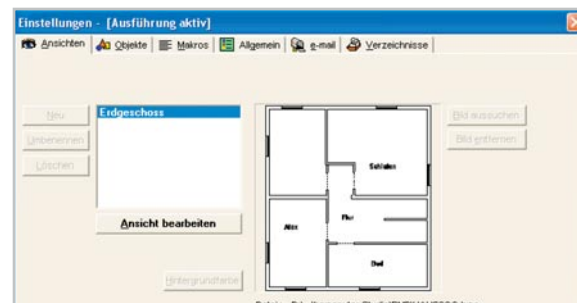 Einstellungen - [Ausführung aktiv]
Ansichten Objekte Makros Allgemein e-mail Verzeichnisse
Neu
Umbenennen
Löschen
Erdgeschoss
Ansicht bearbeiten
Hintergrundfarbe
Schlafen
Flur
Bild aussuchen
Bild entfernen